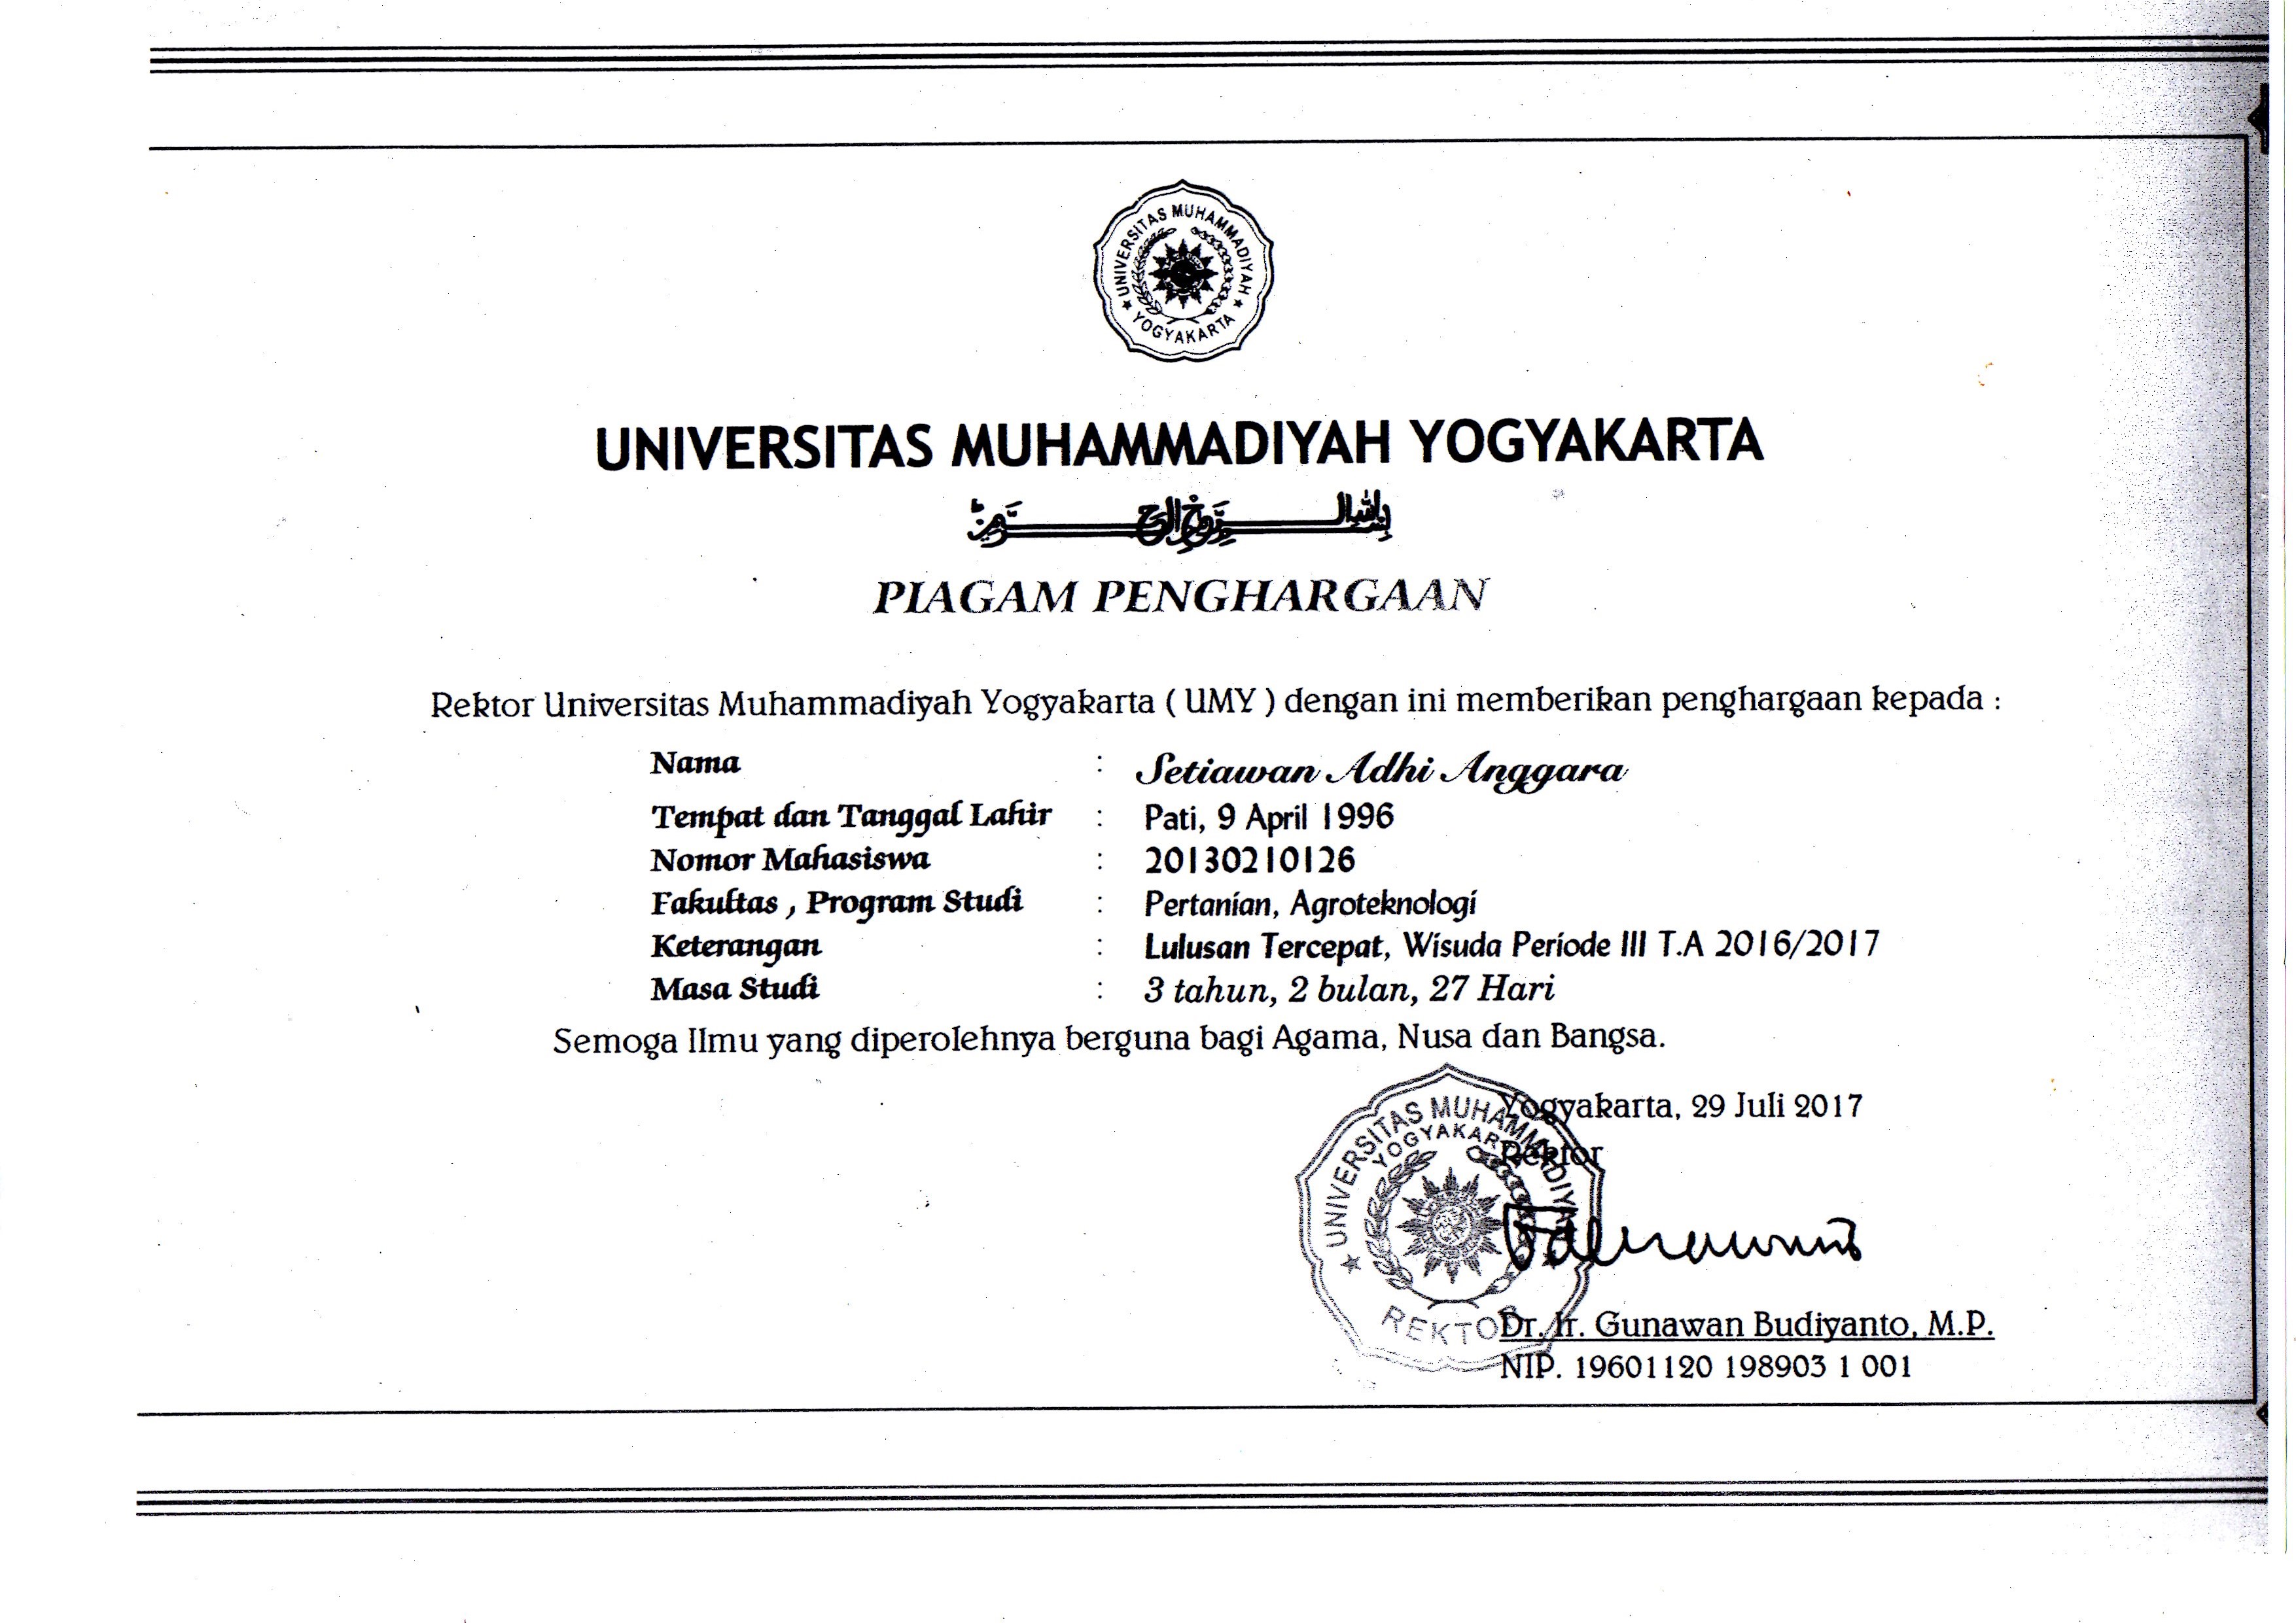 UNIVERSITAS MUHAMMADIYAH
YOGYAKARTA
UNIVERSITAS MUHAMMADIYAH YOGYAKARTA
PIAGAM PENGHARGAAN
Rektor Universitas Muhammadiyah Yogyakarta ( UMY ) dengan ini memberikan penghargaan kepada :
Nama : Setiawan Adhi Anggara
Tempat dan Tanggal Lahir : Pati, 9 April 1996
Nomor Mahasiswa : 20130210126
Fakultas , Program Studi : Pertanian, Agroteknologi
Keterangan : Lulusan Tercepat, Wisuda Periode III T.A 2016/2017
Masa Studi : 3 tahun, 2 bulan, 27 Hari
Semoga Ilmu yang diperolehnya berguna bagi Agama, Nusa dan Bangsa.
Yogyakarta, 29 Juli 2017
Rektor
UNIVERSITAS MUHAMMADIYAH
YOGYAKARTA
REKTOR
Dr. Ir. Gunawan Budiyanto, M.P.
NIP. 19601120 198903 1 001